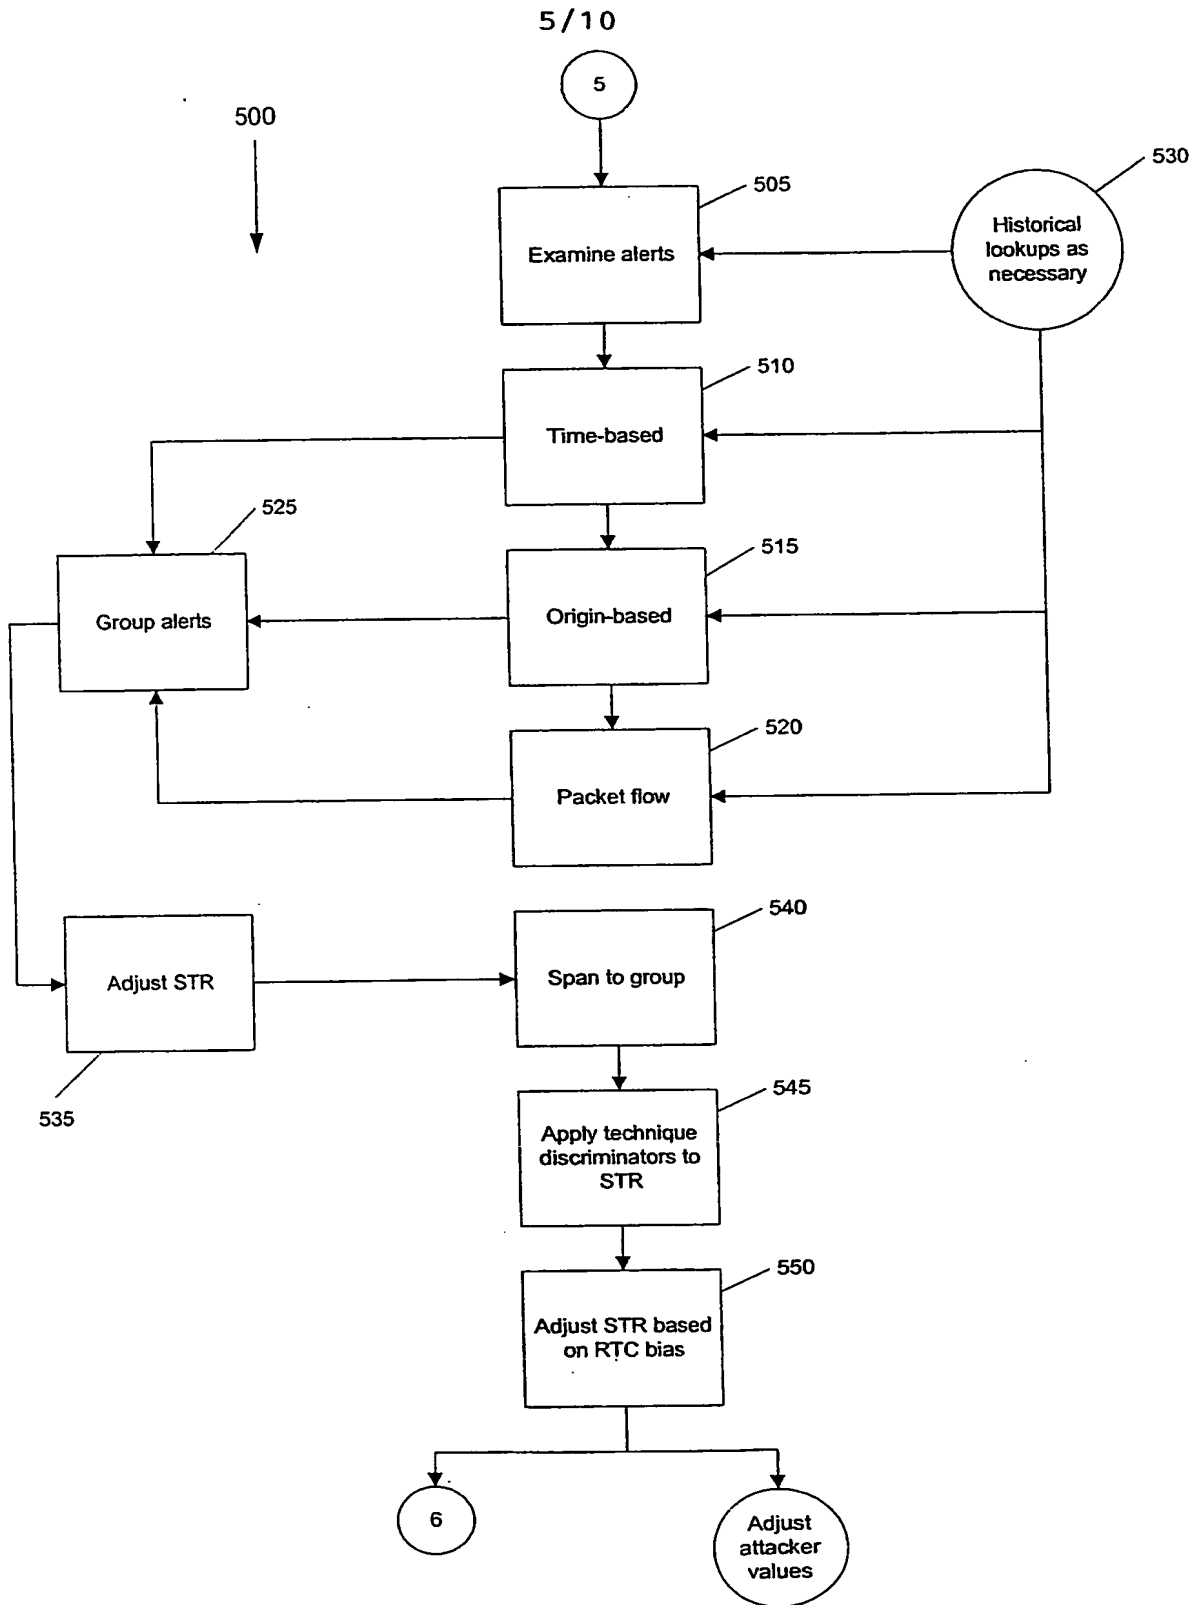 5/10
5
500
505
530
Examine alerts
Historical
lookups as
necessary
510
Time-based
525
515
Group alerts
Origin-based
520
Packet flow
540
Adjust STR
Span to group
535
545
Apply technique
discriminators to
STR
550
Adjust STR based
on RTC bias
6
Adjust
attacker
values